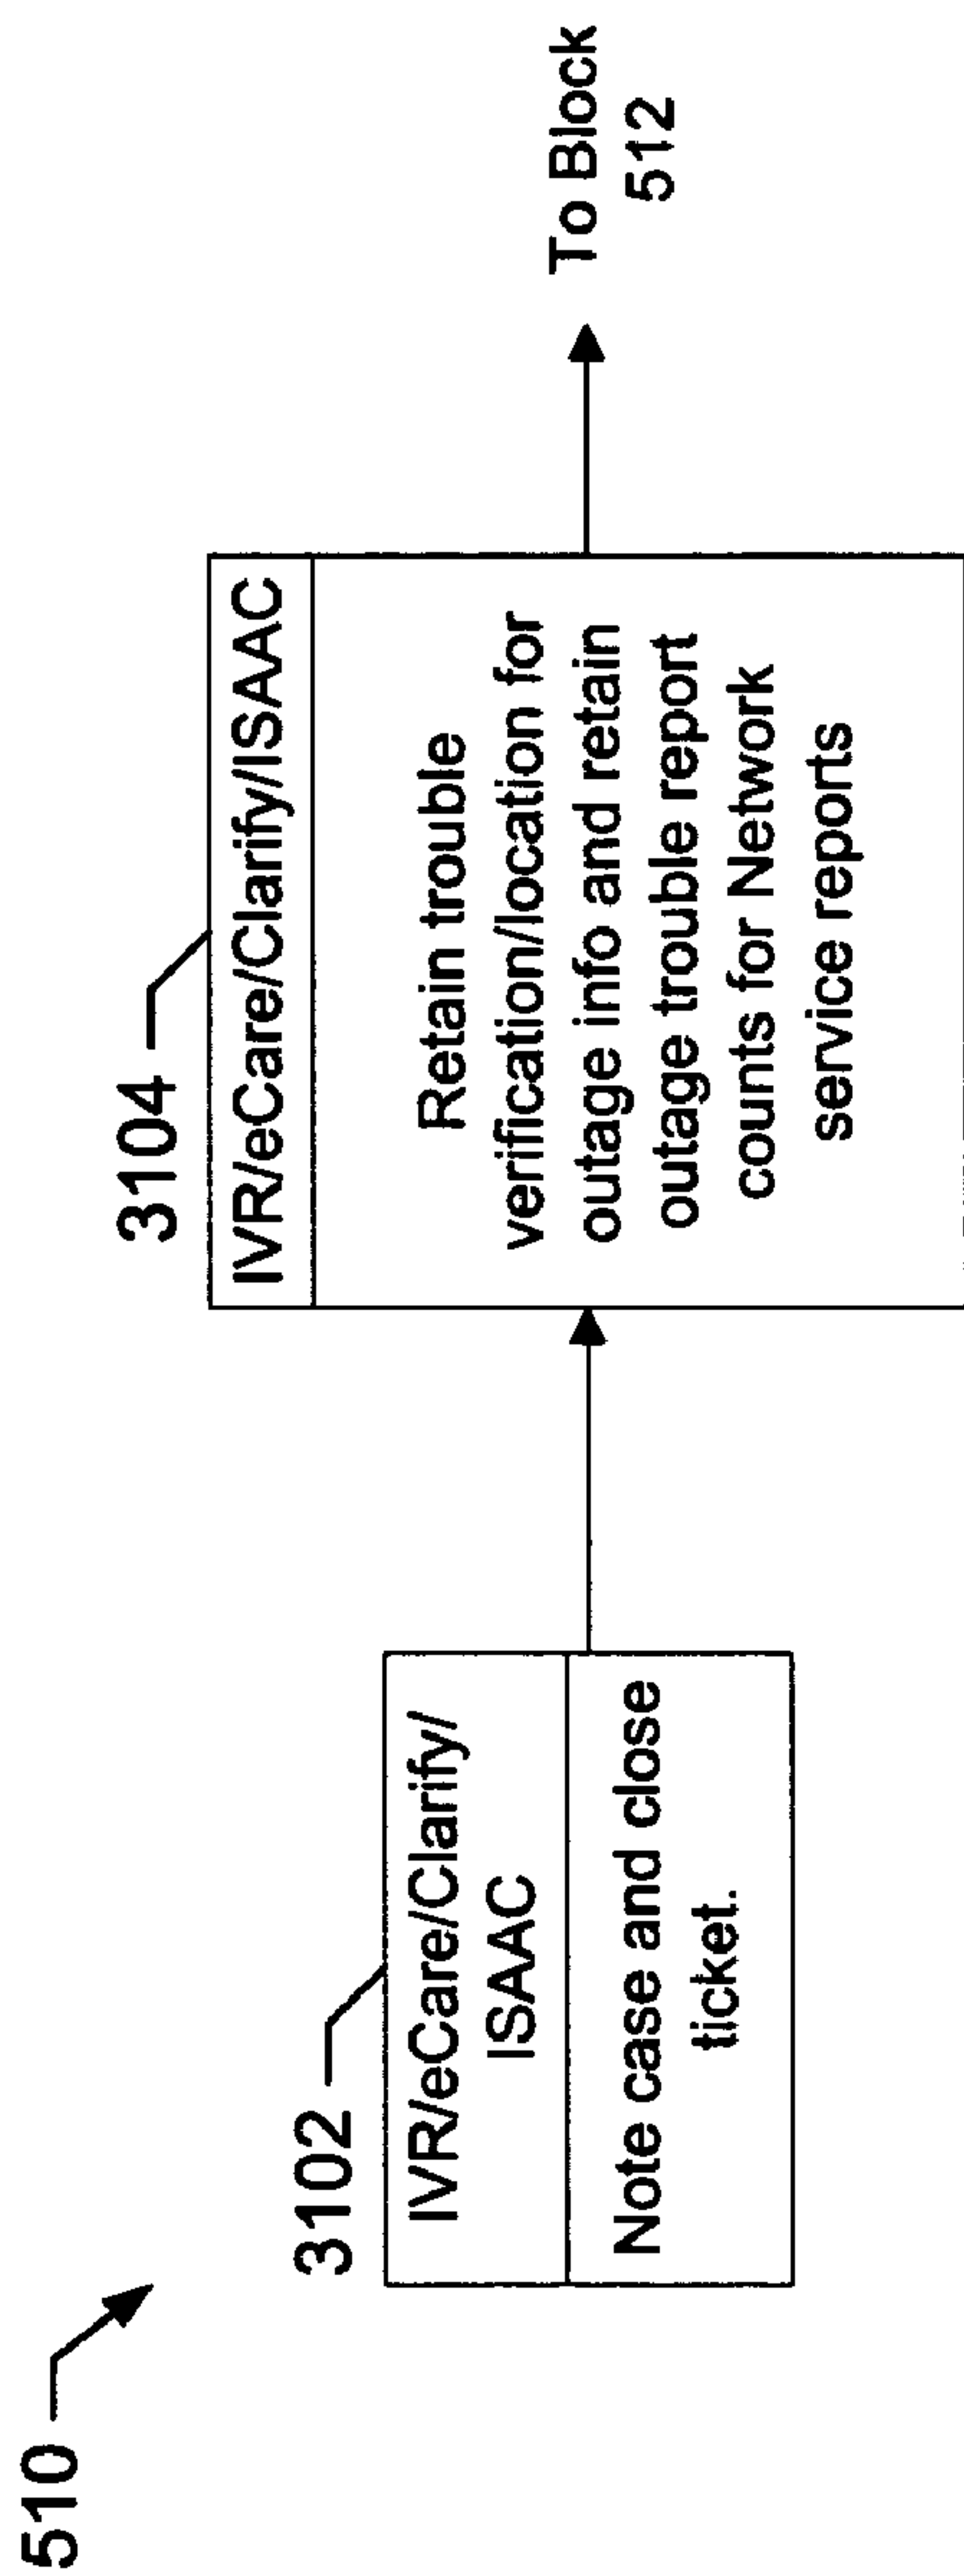 510
3102
IVR/eCare/Clarify/
ISAAC
Note case and close
ticket.
3104
IVR/eCare/Clarify/ISAAC
Retain trouble
verification/location for
outage info and retain
outage trouble report
counts for Network
service reports
To Block
512